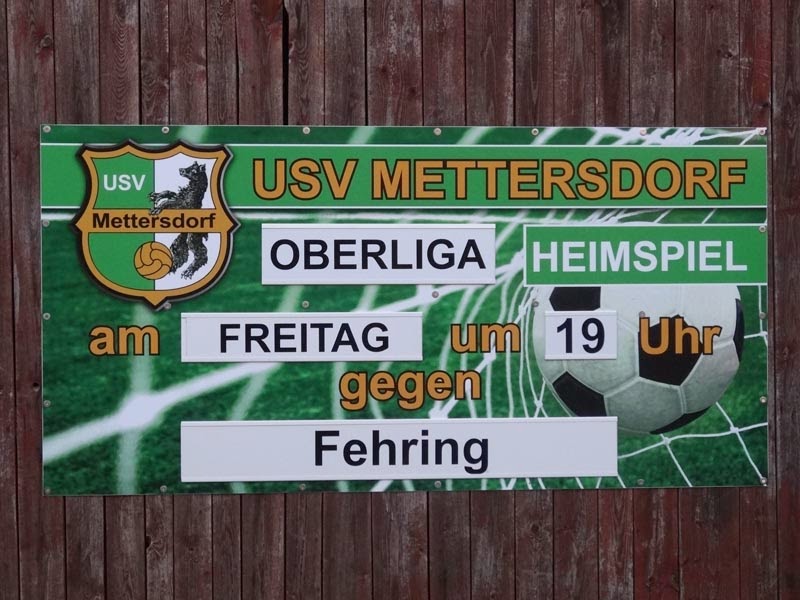 USV METTERSDORF
USV
Mettersdorf
OBERLIGA HEIMSPIEL
am FREITAG um 19 Uhr
gegen
Fehring